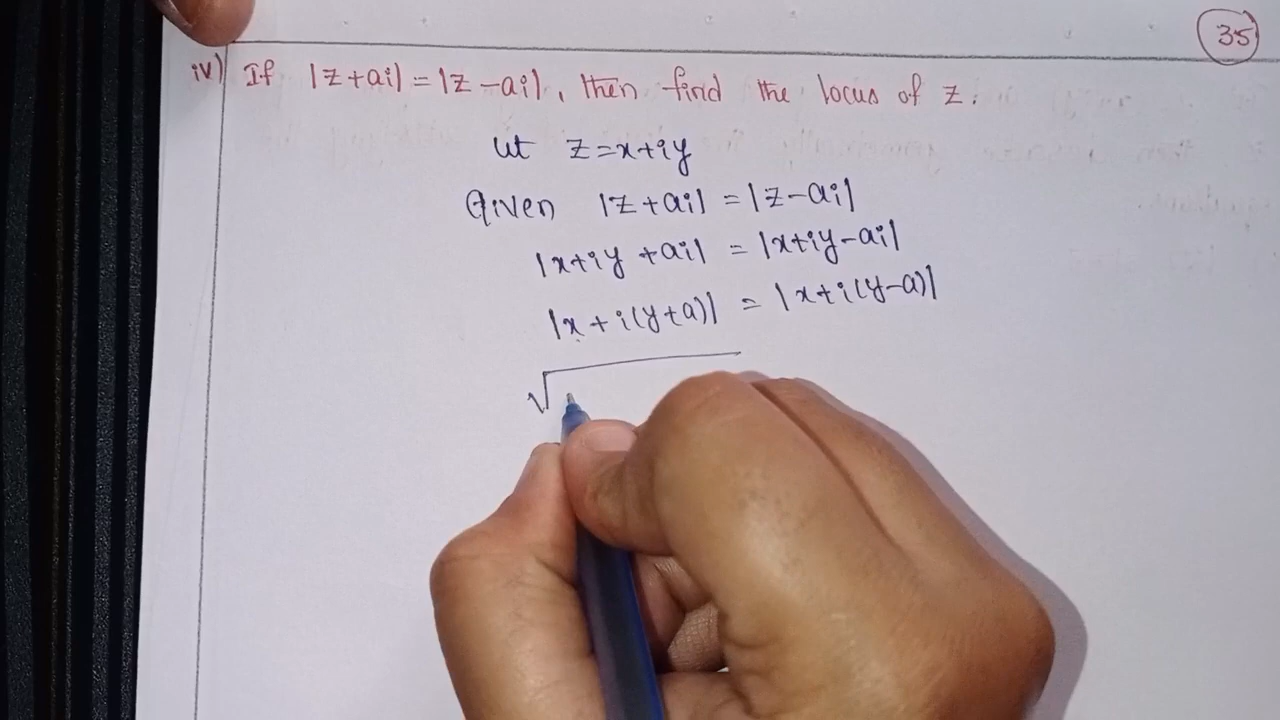 35
iv) If |z+ai| = |z-ai|, then find the locus of z.
Let z=x+iy
Given |z+ai| = |z-ai|
|x+iy+ai| = |x+iy-ai|
|x+i(y+a)| = |x+i(y-a)|
√